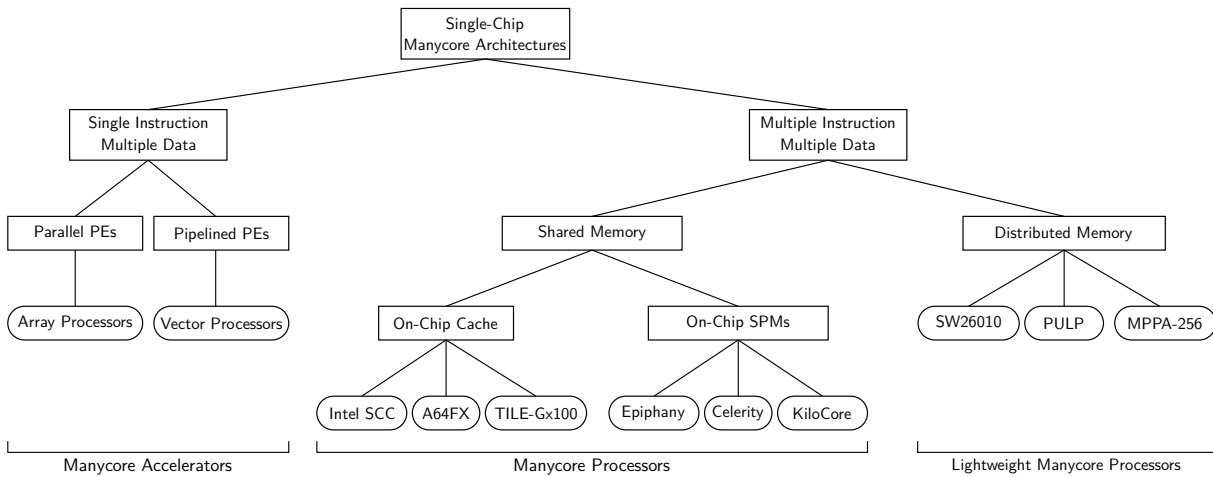 Single-Chip
Manycore Architectures
Single Instruction
Multiple Data
Multiple Instruction
Multiple Data
Parallel PEs
Pipelined PEs
Shared Memory
Distributed Memory
Array Processors
Vector Processors
On-Chip Cache
On-Chip SPMs
SW26010
PULP
MPPA-256
Intel SCC
A64FX
TILE-Gx100
Epiphany
Celerity
KiloCore
Manycore Accelerators
Manycore Processors
Lightweight Manycore Processors